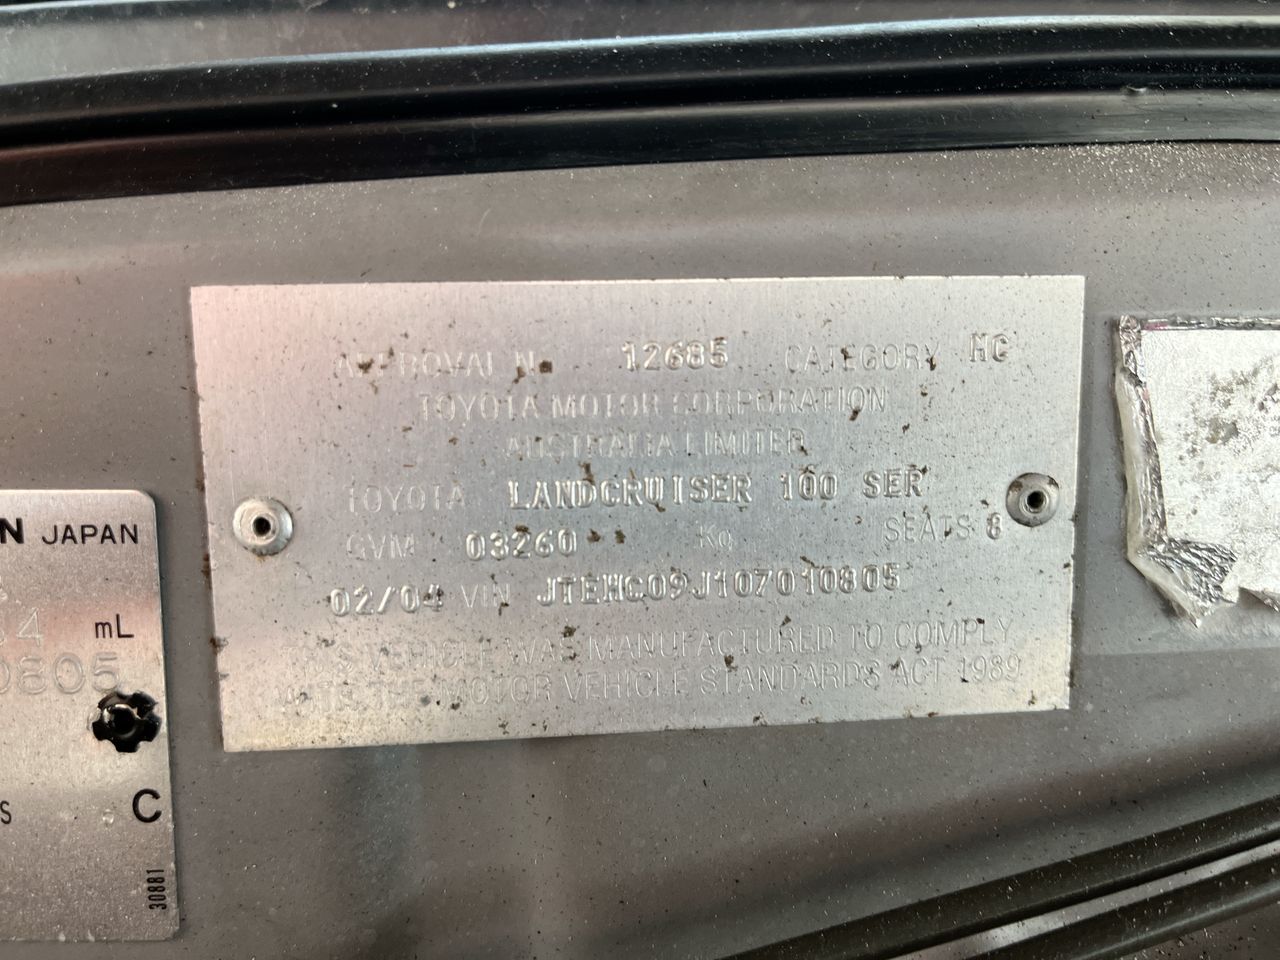 APPROVAL No 12685 CATEGORY MC
TOYOTA MOTOR CORPORATION
AUSTRALIA LIMITED
TOYOTA LANDCRUISER 100 SER
GVM 03260 Kg SEATS 8
02/04 VIN JTEHC09J107010805
THIS VEHICLE WAS MANUFACTURED TO COMPLY
WITH THE MOTOR VEHICLE STANDARDS ACT 1989
JAPAN
mL
0805
C
30881